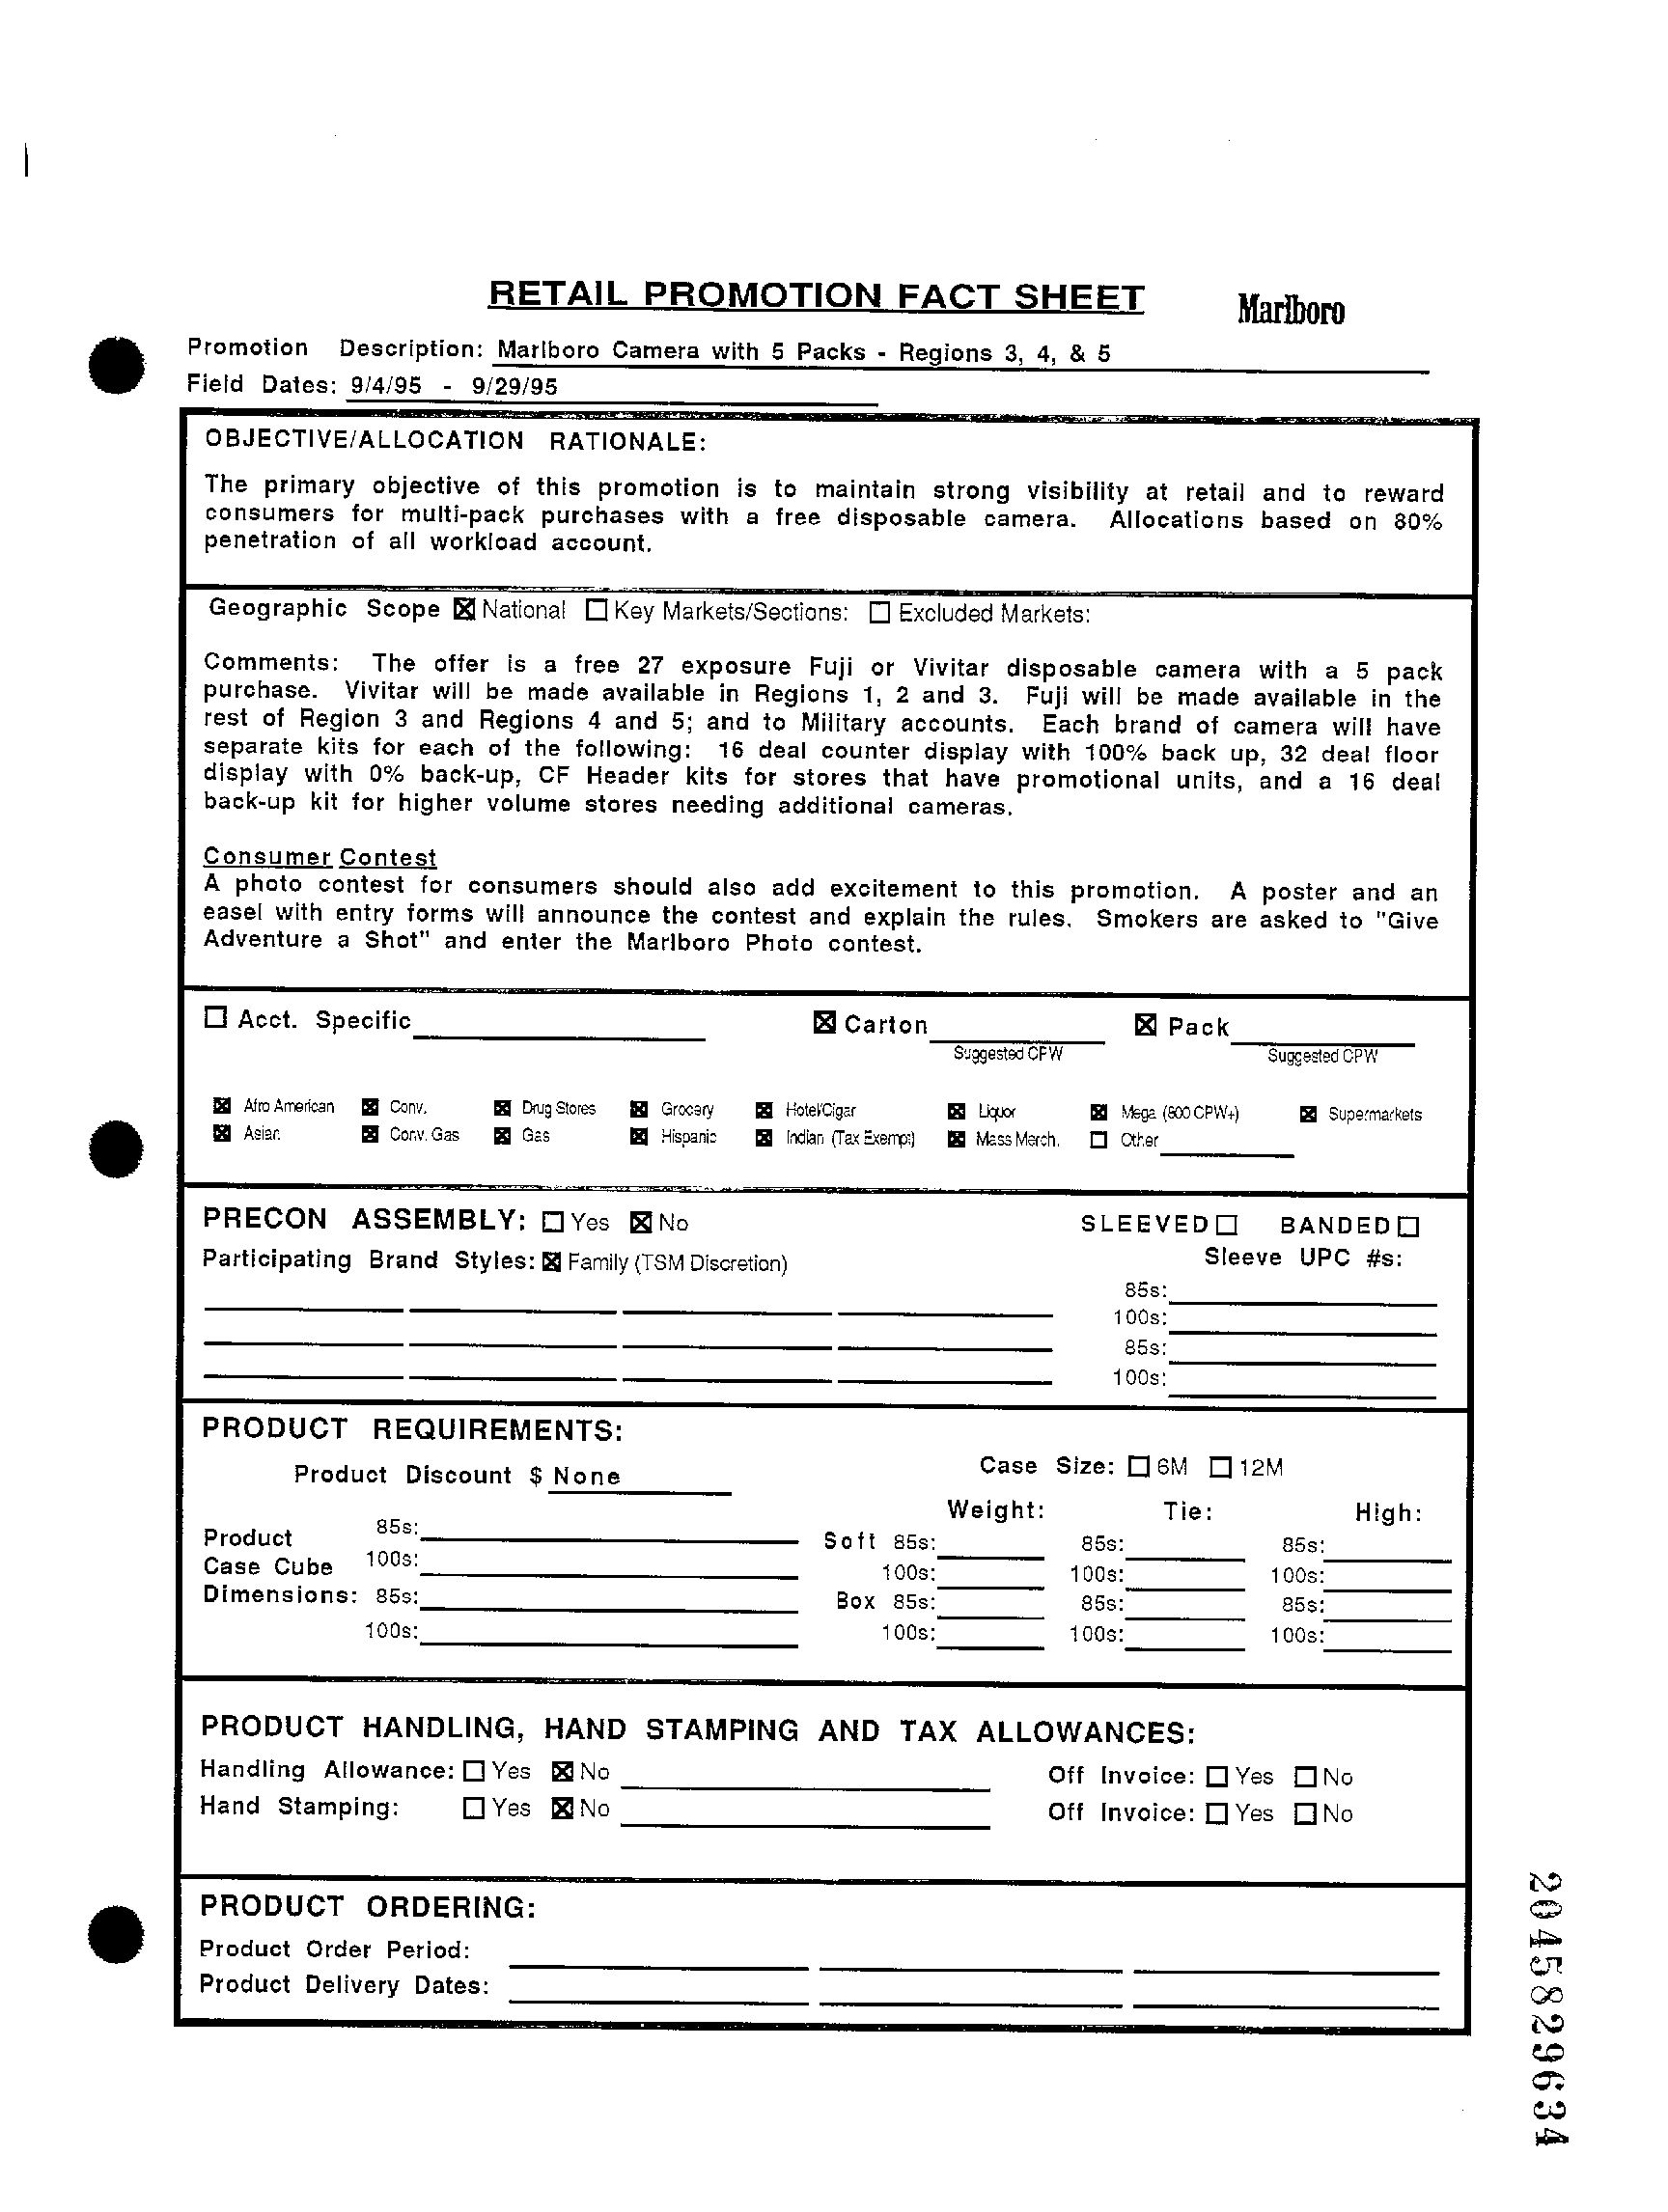 RETAIL PROMOTION FACT SHEET Marlboro
Promotion Description: Marlboro Camera with 5 Packs - Regions 3, 4, & 5
Field Dates: 9/4/95 - 9/29/95
OBJECTIVE/ALLOCATION RATIONALE:
The primary objective of this promotion is to maintain strong visibility at retail and to reward
consumers for multi-pack purchases with a free disposable camera. Allocations based on 80%
penetration of all workload account.
Geographic Scope ☒ National ☐ Key Markets/Sections: ☐ Excluded Markets:
Comments: The offer is a free 27 exposure Fuji or Vivitar disposable camera with a 5 pack
purchase. Vivitar will be made available in Regions 1, 2 and 3. Fuji will be made available in the
rest of Region 3 and Regions 4 and 5; and to Military accounts. Each brand of camera will have
separate kits for each of the following: 16 deal counter display with 100% back up, 32 deal floor
display with 0% back-up, CF Header kits for stores that have promotional units, and a 16 deal
back-up kit for higher volume stores needing additional cameras.
Consumer Contest
A photo contest for consumers should also add excitement to this promotion. A poster and an
easel with entry forms will announce the contest and explain the rules. Smokers are asked to "Give
Adventure a Shot" and enter the Marlboro Photo contest.
☐ Acct. Specific ☒ Carton ☒ Pack
Suggested CPW Suggested CPW
☒ Afro American ☒ Conv. ☒ Drug Stores ☒ Grocery ☒ Hotel/Cigar ☒ Liquor ☒ Mega (800 CPW+) ☒ Supermarkets
☒ Asian ☒ Conv. Gas ☒ Gas ☒ Hispanic ☒ Indian (Tax Exempt) ☒ Mass Merch. ☐ Other
PRECON ASSEMBLY: ☐ Yes ☒ No SLEEVED ☐ BANDED ☐
Participating Brand Styles: ☒ Family (TSM Discretion) Sleeve UPC #s:
85s:
100s:
85s:
100s:
PRODUCT REQUIREMENTS:
Product Discount $ None Case Size: ☐ 6M ☐ 12M
Weight: Tie: High:
Product 85s: Soft 85s: 85s: 85s:
Case Cube 100s: 100s: 100s: 100s:
Dimensions: 85s: Box 85s: 85s: 85s:
100s: 100s: 100s: 100s:
PRODUCT HANDLING, HAND STAMPING AND TAX ALLOWANCES:
Handling Allowance: ☐ Yes ☒ No Off Invoice: ☐ Yes ☐ No
Hand Stamping: ☐ Yes ☒ No Off Invoice: ☐ Yes ☐ No
PRODUCT ORDERING:
Product Order Period:
Product Delivery Dates:
2045829634